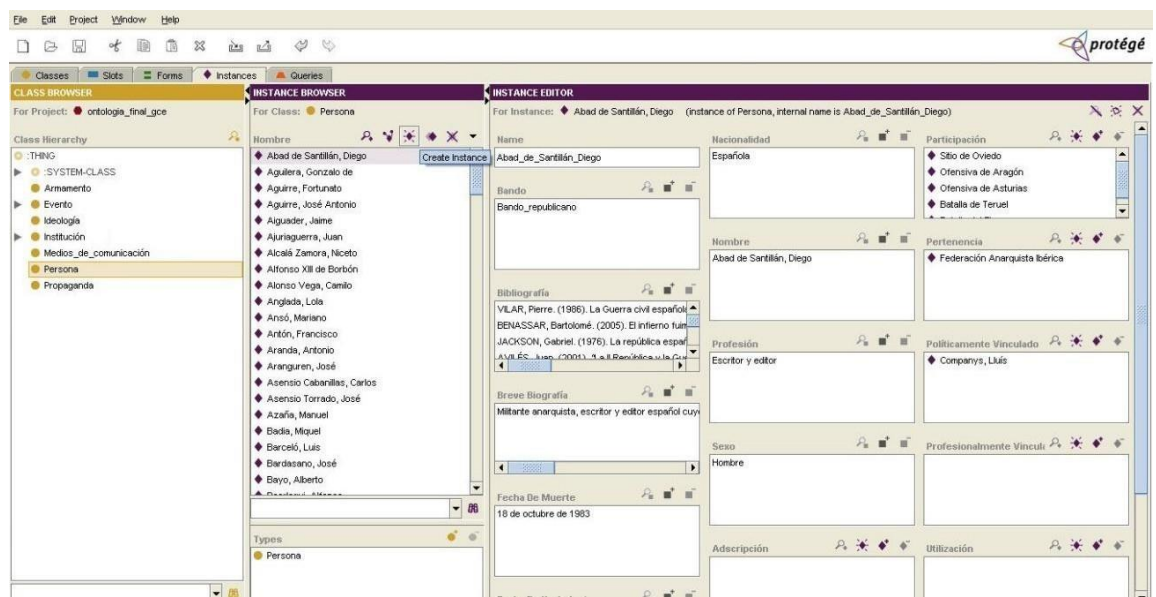 File Edit Project Window Help
protégé
Classes Slots Forms Instances Queries
CLASS BROWSER
For Project: ontologia_final_gce
Class Hierarchy
:THING
:SYSTEM-CLASS
Armamento
Evento
Ideología
Institución
Medios_de_comunicación
Persona
Propaganda
INSTANCE BROWSER
For Class: Persona
Nombre
Create Instance
Abad de Santillán, Diego
Aguilera, Gonzalo de
Aguirre, Fortunato
Aguirre, José Antonio
Aiguader, Jaime
Ajuriaguerra, Juan
Alcalá Zamora, Niceto
Alfonso XIII de Borbón
Alonso Vega, Camilo
Anglada, Lola
Ansó, Mariano
Antón, Francisco
Aranda, Antonio
Aranguren, José
Asensio Cabanillas, Carlos
Asensio Torrado, José
Azaña, Manuel
Badia, Miquel
Barceló, Luis
Bardasano, José
Bayo, Alberto
Types
Persona
INSTANCE EDITOR
For Instance: Abad de Santillán, Diego (instance of Persona, internal name is Abad_de_Santillán_Diego)
Name
Abad_de_Santillán_Diego
Bando
Bando_republicano
Bibliografía
VILAR, Pierre. (1986). La Guerra civil española
BENASSAR, Bartolomé. (2005). El infierno fuim
JACKSON, Gabriel. (1976). La república españ
Breve Biografía
Militante anarquista, escritor y editor español cuy
Fecha De Muerte
18 de octubre de 1983
Nacionalidad
Española
Nombre
Abad de Santillán, Diego
Profesión
Escritor y editor
Sexo
Hombre
Adscripción
Participación
Sitio de Oviedo
Ofensiva de Aragón
Ofensiva de Asturias
Batalla de Teruel
Pertenencia
Federación Anarquista Ibérica
Políticamente Vinculado
Companys, Lluís
Profesionalmente Vincul
Utilización